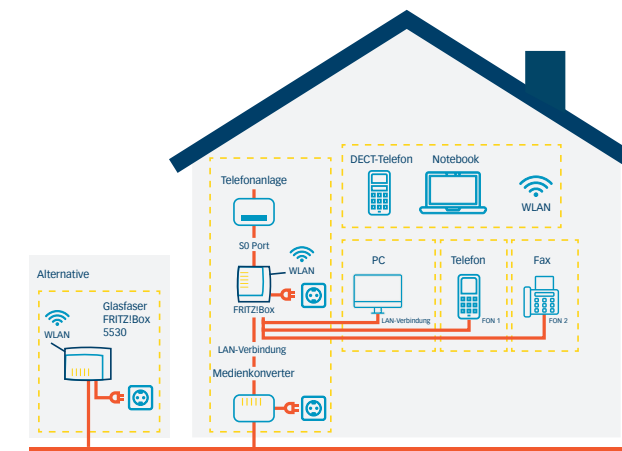 DECT-Telefon
Notebook
WLAN
Telefonanlage
S0 Port
WLAN
FRITZ!Box
PC
LAN-Verbindung
Telefon
FON 1
Fax
FON 2
LAN-Verbindung
Medienkonverter
Alternative
Glasfaser
FRITZ!Box
5530
WLAN